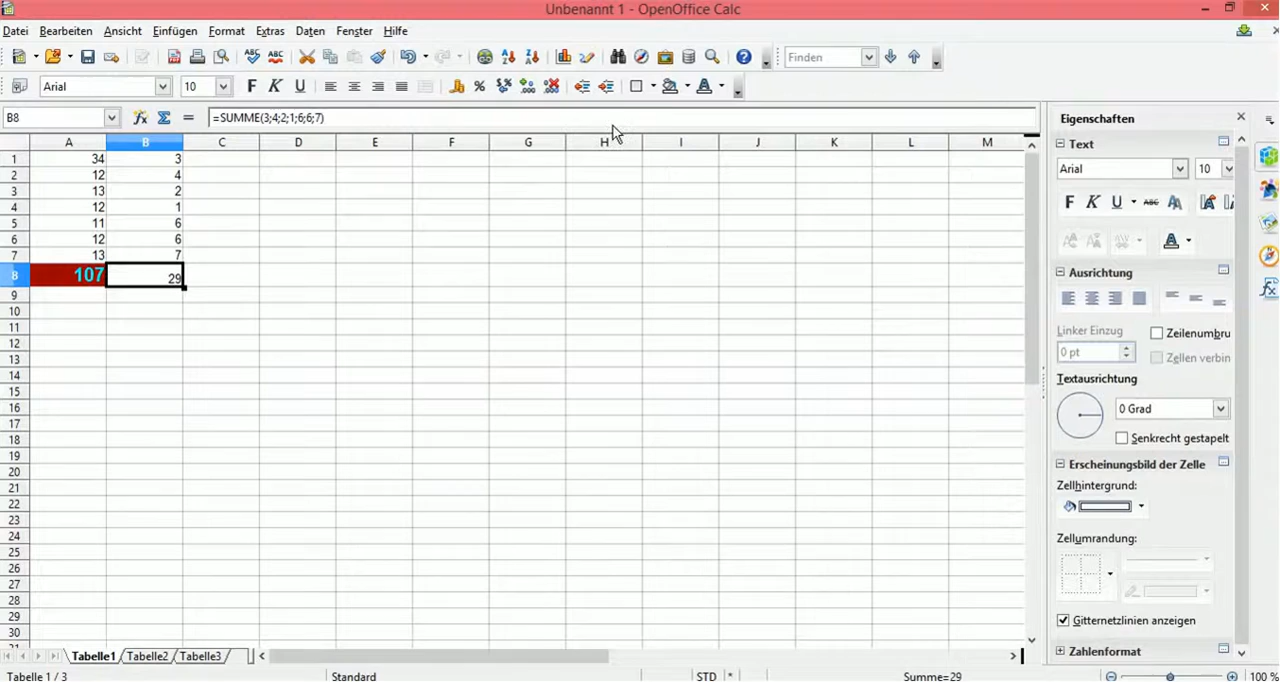 Unbenannt 1 - OpenOffice Calc
Datei Bearbeiten Ansicht Einfügen Format Extras Daten Fenster Hilfe
ABC ABC Finden
Arial 10 F K U %
B8 =SUMME(3;4;2;1;6;6;7)
A B C D E F G H I J K L M
1 34 3
2 12 4
3 13 2
4 12 1
5 11 6
6 12 6
7 13 7
8 107 29
9
10
11
12
13
14
15
16
17
18
19
20
21
22
23
24
25
26
27
28
29
30
Tabelle1 Tabelle2 Tabelle3
Tabelle 1 / 3 Standard STD * Summe=29 100 %
Eigenschaften
Text
Arial 10
F K U ABC AA
Ausrichtung
Linker Einzug Zeilenumbru
0 pt Zellen verbin
Textausrichtung
0 Grad
Senkrecht gestapelt
Erscheinungsbild der Zelle
Zellhintergrund:
Zellumrandung:
Gitternetzlinien anzeigen
Zahlenformat